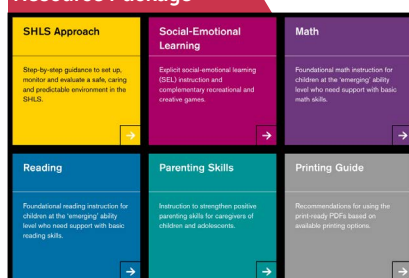 Resource Package
SHLS Approach
Step-by-step guidance to set up,
monitor and evaluate a safe, caring
and predictable environment in the
SHLS.
Social-Emotional
Learning
Explicit social-emotional learning
(SEL) instruction and
complementary recreational and
creative games.
Math
Foundational math instruction for
children at the 'emerging' ability
level who need support with basic
math skills.
Reading
Foundational reading instruction for
children at the 'emerging' ability
level who need support with basic
reading skills.
Parenting Skills
Instruction to strengthen positive
parenting skills for caregivers of
children and adolescents.
Printing Guide
Recommendations for using the
print-ready PDFs based on
available printing options.